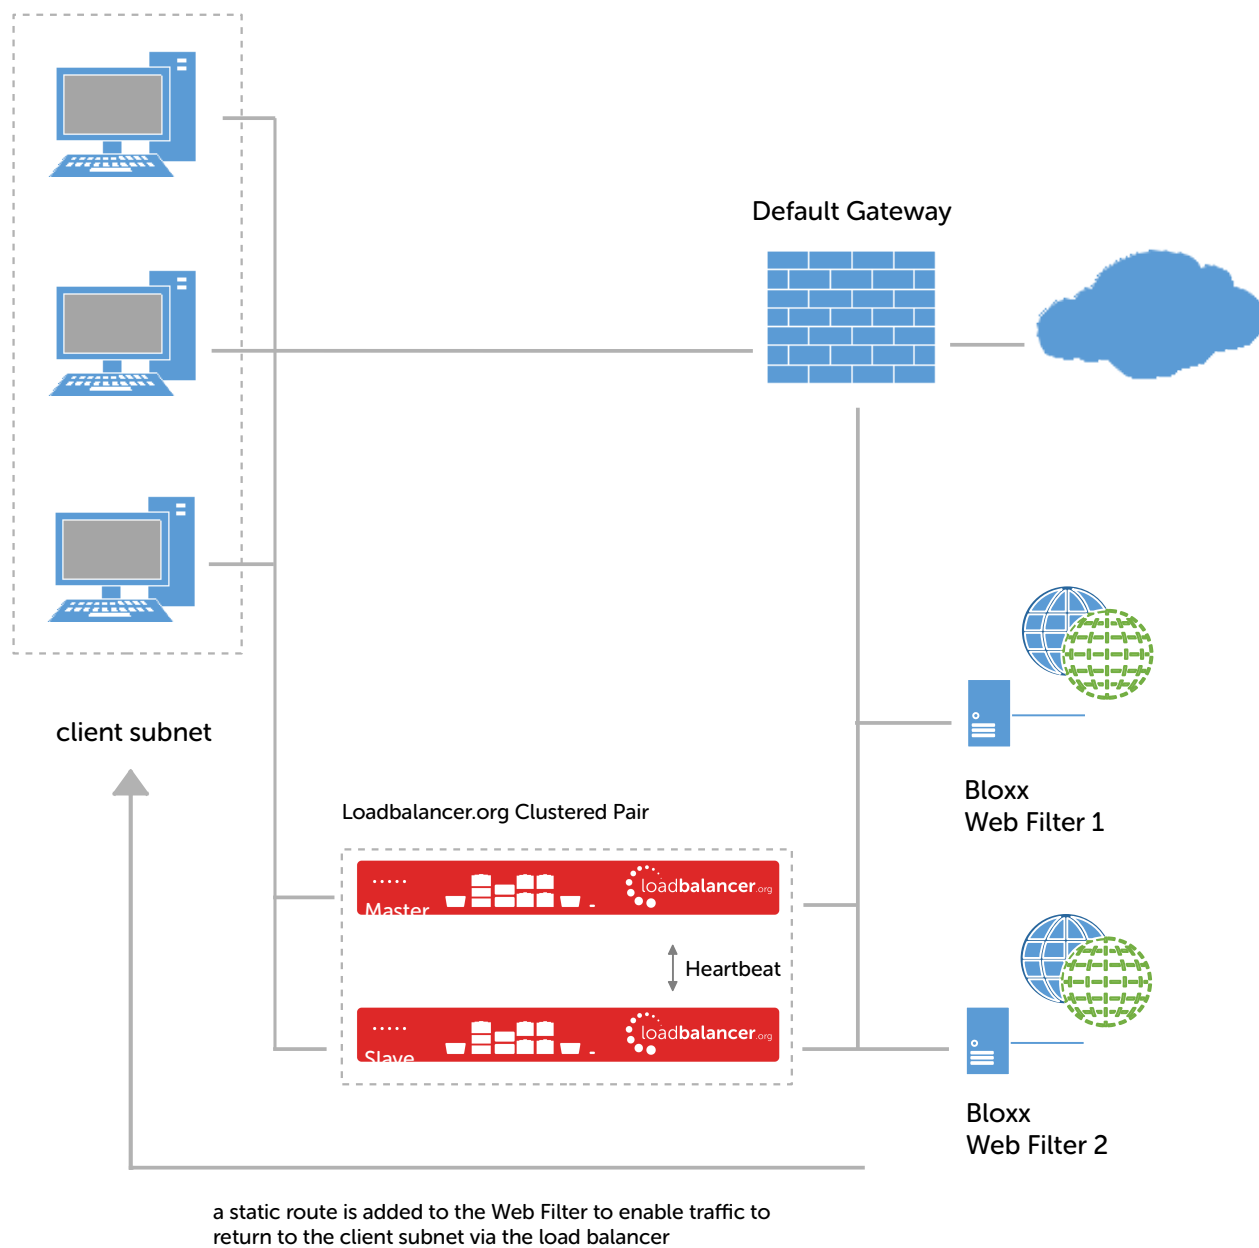 Default Gateway
client subnet
Bloxx
Web Filter 1
Loadbalancer.org Clustered Pair
Master
loadbalancer.org
Heartbeat
Slave
loadbalancer.org
Bloxx
Web Filter 2
a static route is added to the Web Filter to enable traffic to
return to the client subnet via the load balancer